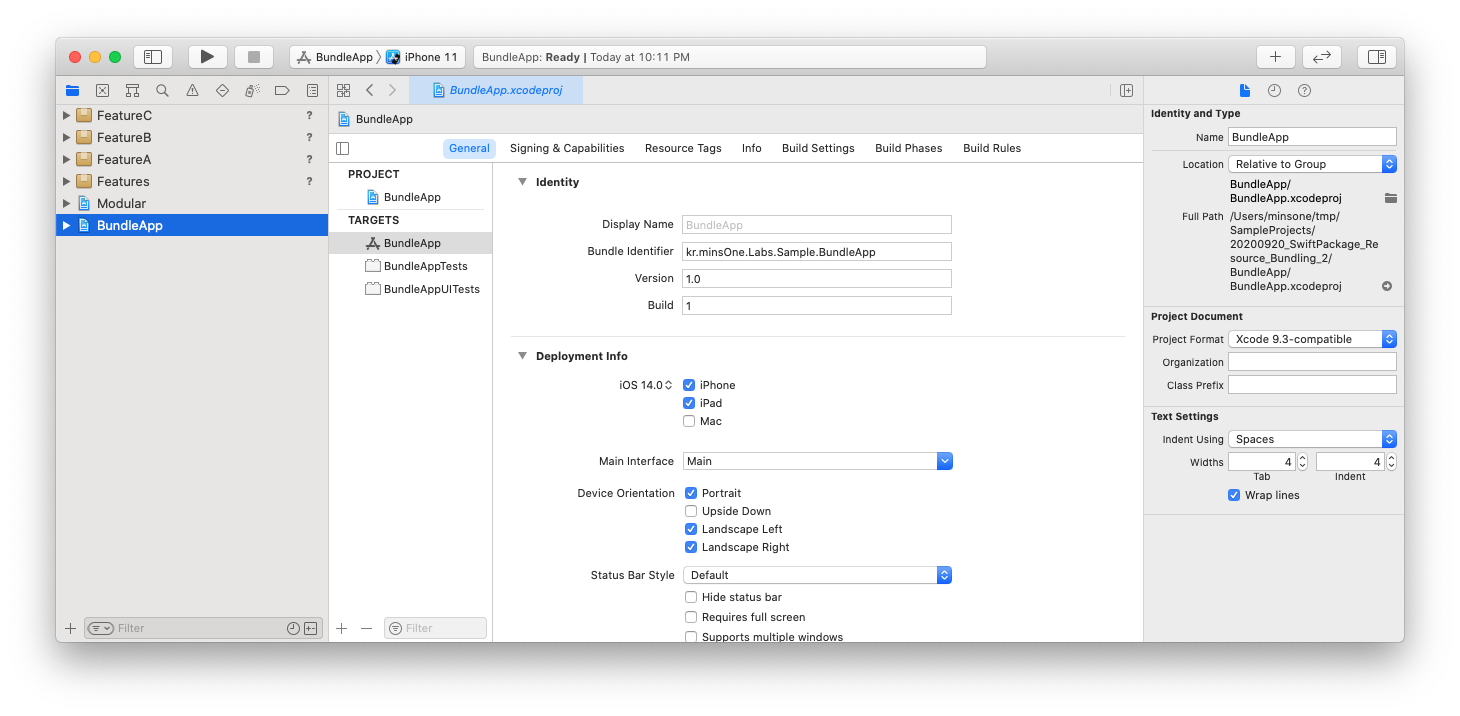 BundleApp
iPhone 11
BundleApp: Ready | Today at 10:11 PM
BundleApp.xcodeproj
FeatureC ?
FeatureB ?
FeatureA ?
Features ?
Modular
BundleApp
Filter
BundleApp
General Signing & Capabilities Resource Tags Info Build Settings Build Phases Build Rules
PROJECT
BundleApp
TARGETS
BundleApp
BundleAppTests
BundleAppUITests
Filter
Identity
Display Name BundleApp
Bundle Identifier kr.minsOne.Labs.Sample.BundleApp
Version 1.0
Build 1
Deployment Info
iOS 14.0 iPhone
iPad
Mac
Main Interface Main
Device Orientation Portrait
Upside Down
Landscape Left
Landscape Right
Status Bar Style Default
Hide status bar
Requires full screen
Supports multiple windows
Identity and Type
Name BundleApp
Location Relative to Group
BundleApp/
BundleApp.xcodeproj
Full Path /Users/minsone/tmp/
SampleProjects/
20200920_SwiftPackage_Re
source_Bundling_2/
BundleApp/
BundleApp.xcodeproj
Project Document
Project Format Xcode 9.3-compatible
Organization
Class Prefix
Text Settings
Indent Using Spaces
Widths 4 4
Tab Indent
Wrap lines